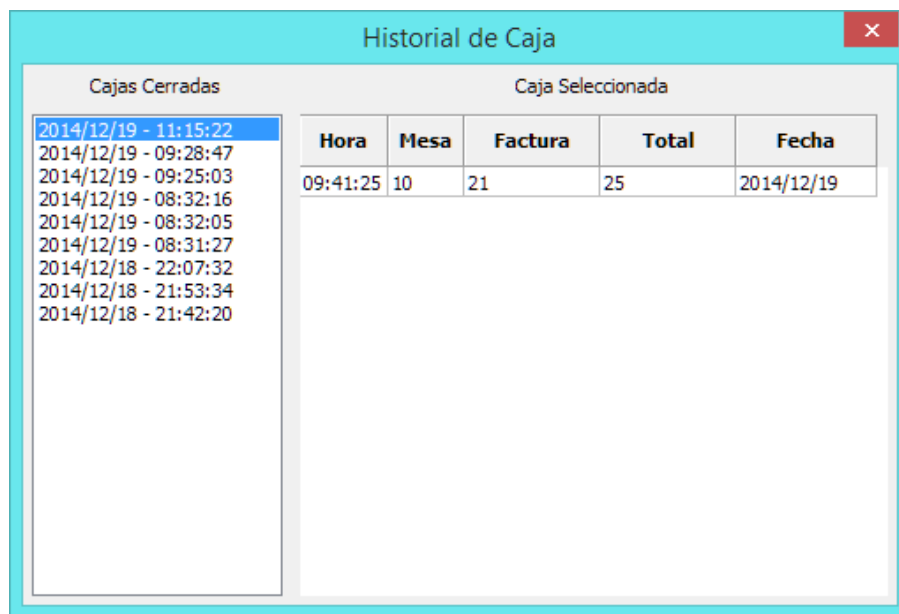 Historial de Caja
Cajas Cerradas
2014/12/19 - 11:15:22
2014/12/19 - 09:28:47
2014/12/19 - 09:25:03
2014/12/19 - 08:32:16
2014/12/19 - 08:32:05
2014/12/19 - 08:31:27
2014/12/18 - 22:07:32
2014/12/18 - 21:53:34
2014/12/18 - 21:42:20
Caja Seleccionada
Hora Mesa Factura Total Fecha
09:41:25 10 21 25 2014/12/19